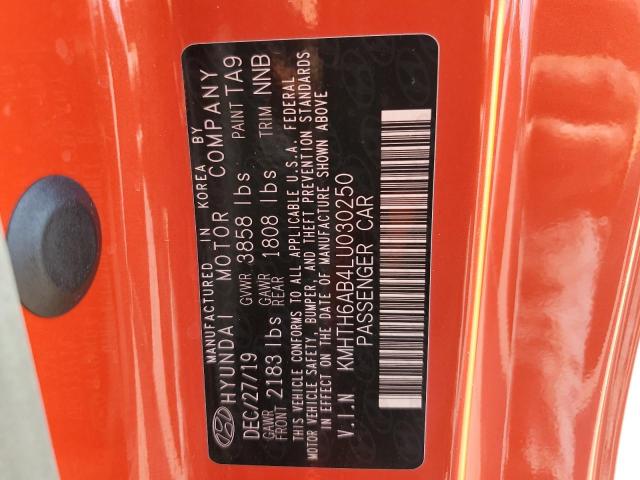 MANUFACTURED IN KOREA BY
HYUNDAI MOTOR COMPANY
DEC/27/19 GVWR 3858 lbs PAINT TA9
GAWR FRONT 2183 lbs GAWR REAR 1808 lbs TRIM NNB
THIS VEHICLE CONFORMS TO ALL APPLICABLE U.S.A. FEDERAL
MOTOR VEHICLE SAFETY, BUMPER, AND THEFT PREVENTION STANDARDS
IN EFFECT ON THE DATE OF MANUFACTURE SHOWN ABOVE
V.I.N KMHTH6AB4LU030250
PASSENGER CAR